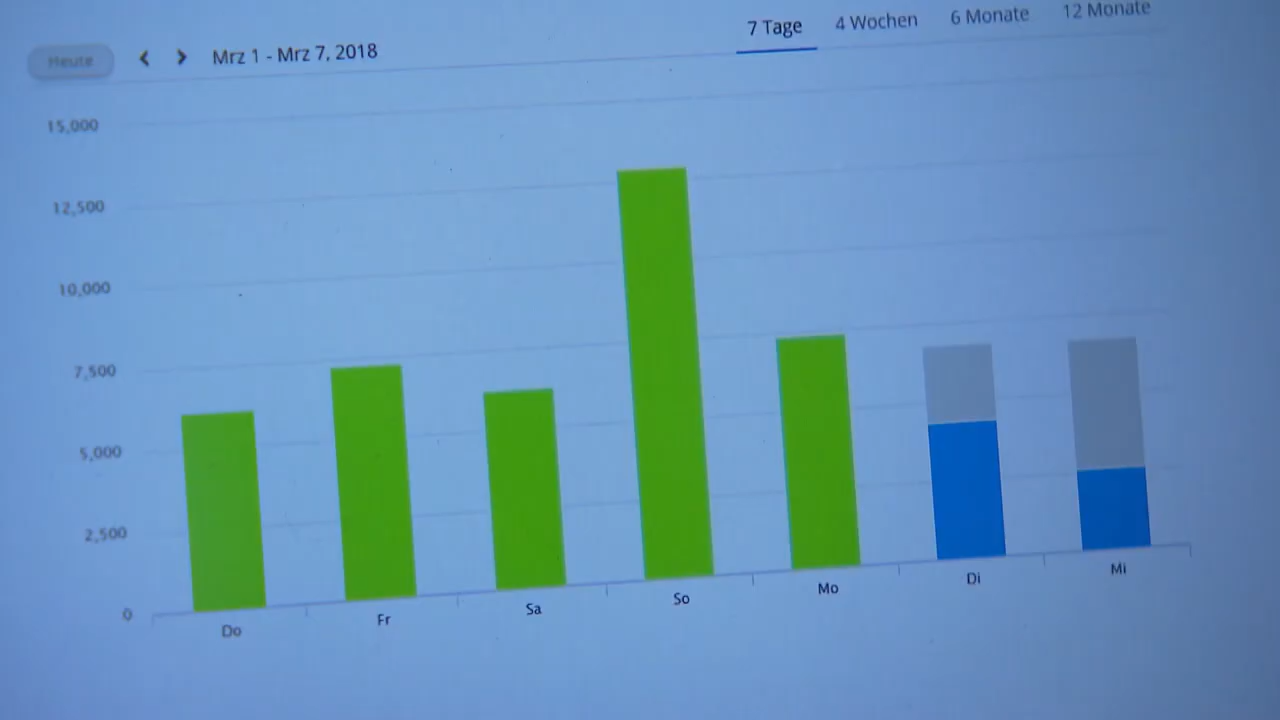 Heute
Mrz 1 - Mrz 7, 2018
7 Tage
4 Wochen
6 Monate
12 Monate
15,000
12,500
10,000
7,500
5,000
2,500
0
Do
Fr
Sa
So
Mo
Di
Mi